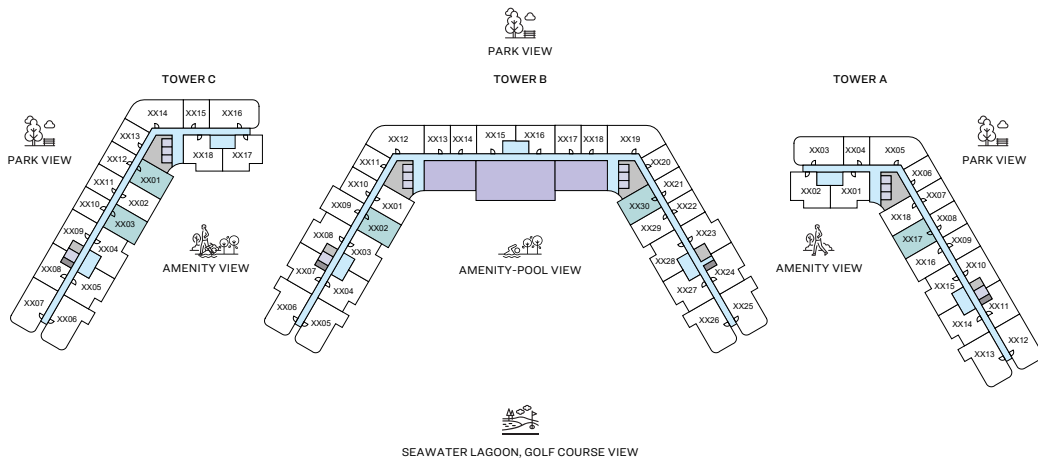 PARK VIEW
TOWER C
TOWER B
TOWER A
PARK VIEW
PARK VIEW
XX14
XX15
XX16
XX13
XX12
XX11
XX10
XX09
XX08
XX07
XX06
XX05
XX04
XX03
XX02
XX01
XX18
XX17
AMENITY VIEW
XX12
XX13
XX14
XX15
XX16
XX17
XX18
XX19
XX11
XX10
XX09
XX08
XX07
XX06
XX05
XX04
XX03
XX02
XX01
XX20
XX21
XX22
XX23
XX24
XX25
XX26
XX27
XX28
XX29
XX30
AMENITY-POOL VIEW
XX03
XX04
XX05
XX02
XX01
XX06
XX07
XX08
XX09
XX10
XX11
XX12
XX13
XX14
XX15
XX16
XX17
XX18
AMENITY VIEW
SEAWATER LAGOON, GOLF COURSE VIEW